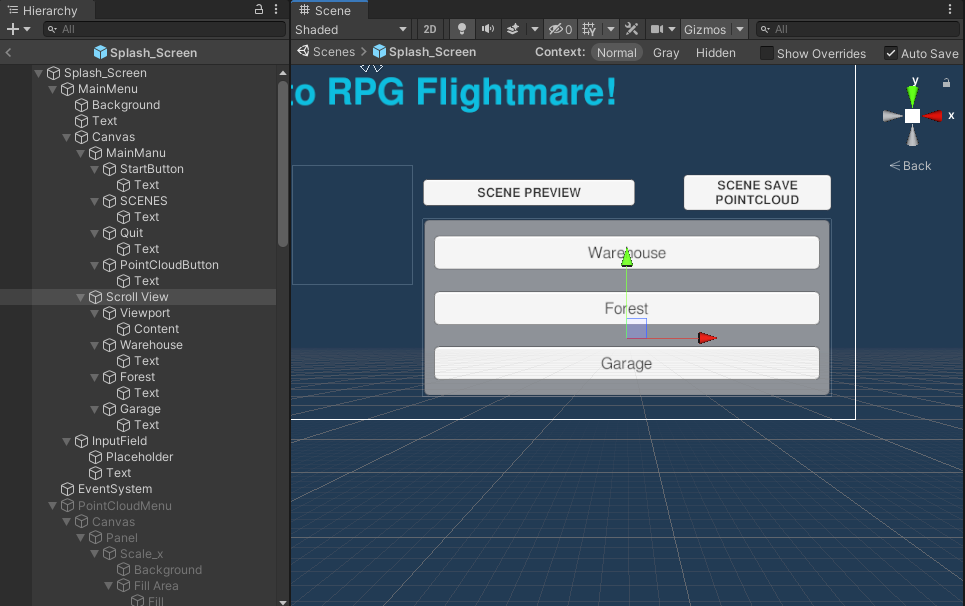 Hierarchy
All
Splash_Screen
Splash_Screen
MainMenu
Background
Text
Canvas
MainManu
StartButton
Text
SCENES
Text
Quit
Text
PointCloudButton
Text
Scroll View
Viewport
Content
Warehouse
Text
Forest
Text
Garage
Text
InputField
Placeholder
Text
EventSystem
PointCloudMenu
Canvas
Panel
Scale_x
Background
Fill Area
Fill
Scene
Shaded 2D 0 Gizmos All
Scenes Splash_Screen Context: Normal Gray Hidden Show Overrides Auto Save
to RPG Flightmare!
y
x
Back
SCENE PREVIEW
SCENE SAVE
POINTCLOUD
Warehouse
Forest
Garage